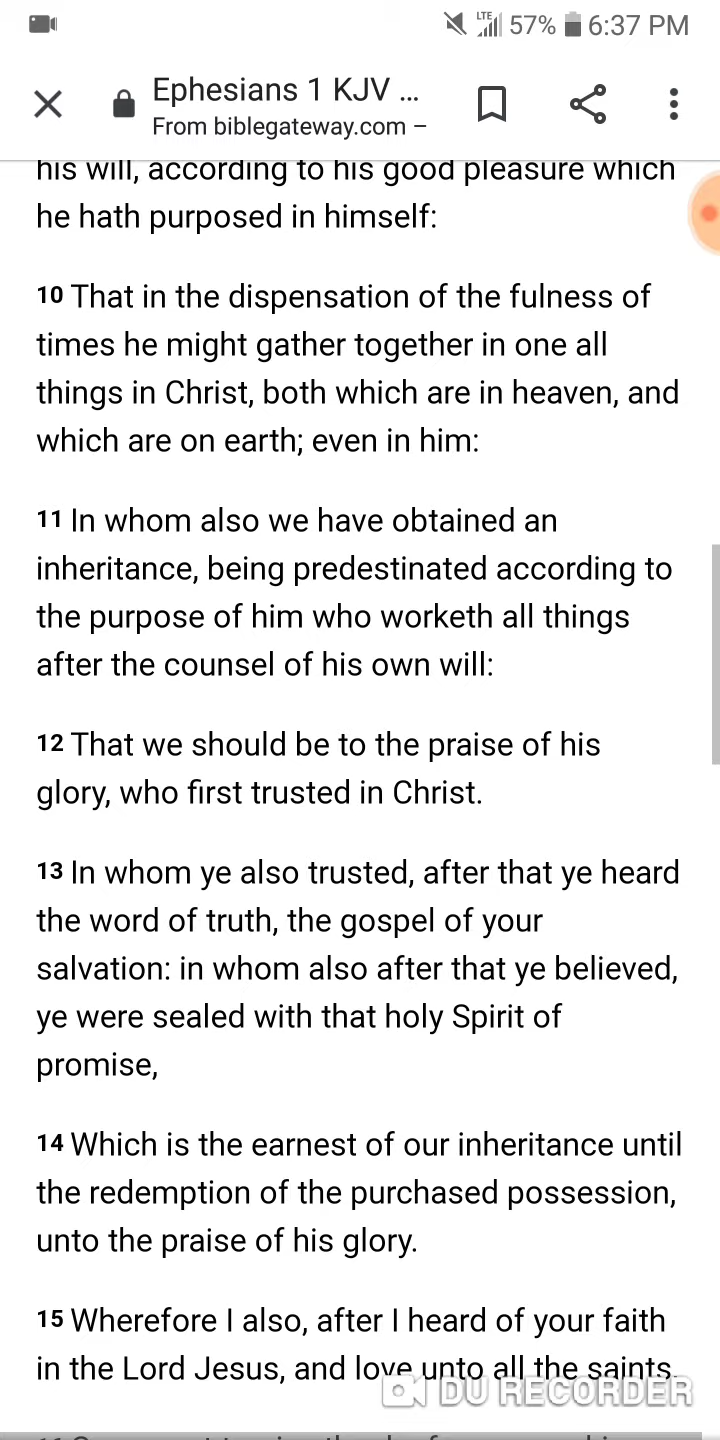 LTE 57% 6:37 PM
Ephesians 1 KJV ...
From biblegateway.com –
his will, according to his good pleasure which
he hath purposed in himself:
10 That in the dispensation of the fulness of
times he might gather together in one all
things in Christ, both which are in heaven, and
which are on earth; even in him:
11 In whom also we have obtained an
inheritance, being predestinated according to
the purpose of him who worketh all things
after the counsel of his own will:
12 That we should be to the praise of his
glory, who first trusted in Christ.
13 In whom ye also trusted, after that ye heard
the word of truth, the gospel of your
salvation: in whom also after that ye believed,
ye were sealed with that holy Spirit of
promise,
14 Which is the earnest of our inheritance until
the redemption of the purchased possession,
unto the praise of his glory.
15 Wherefore I also, after I heard of your faith
in the Lord Jesus, and love unto all the saints,
DU RECORDER